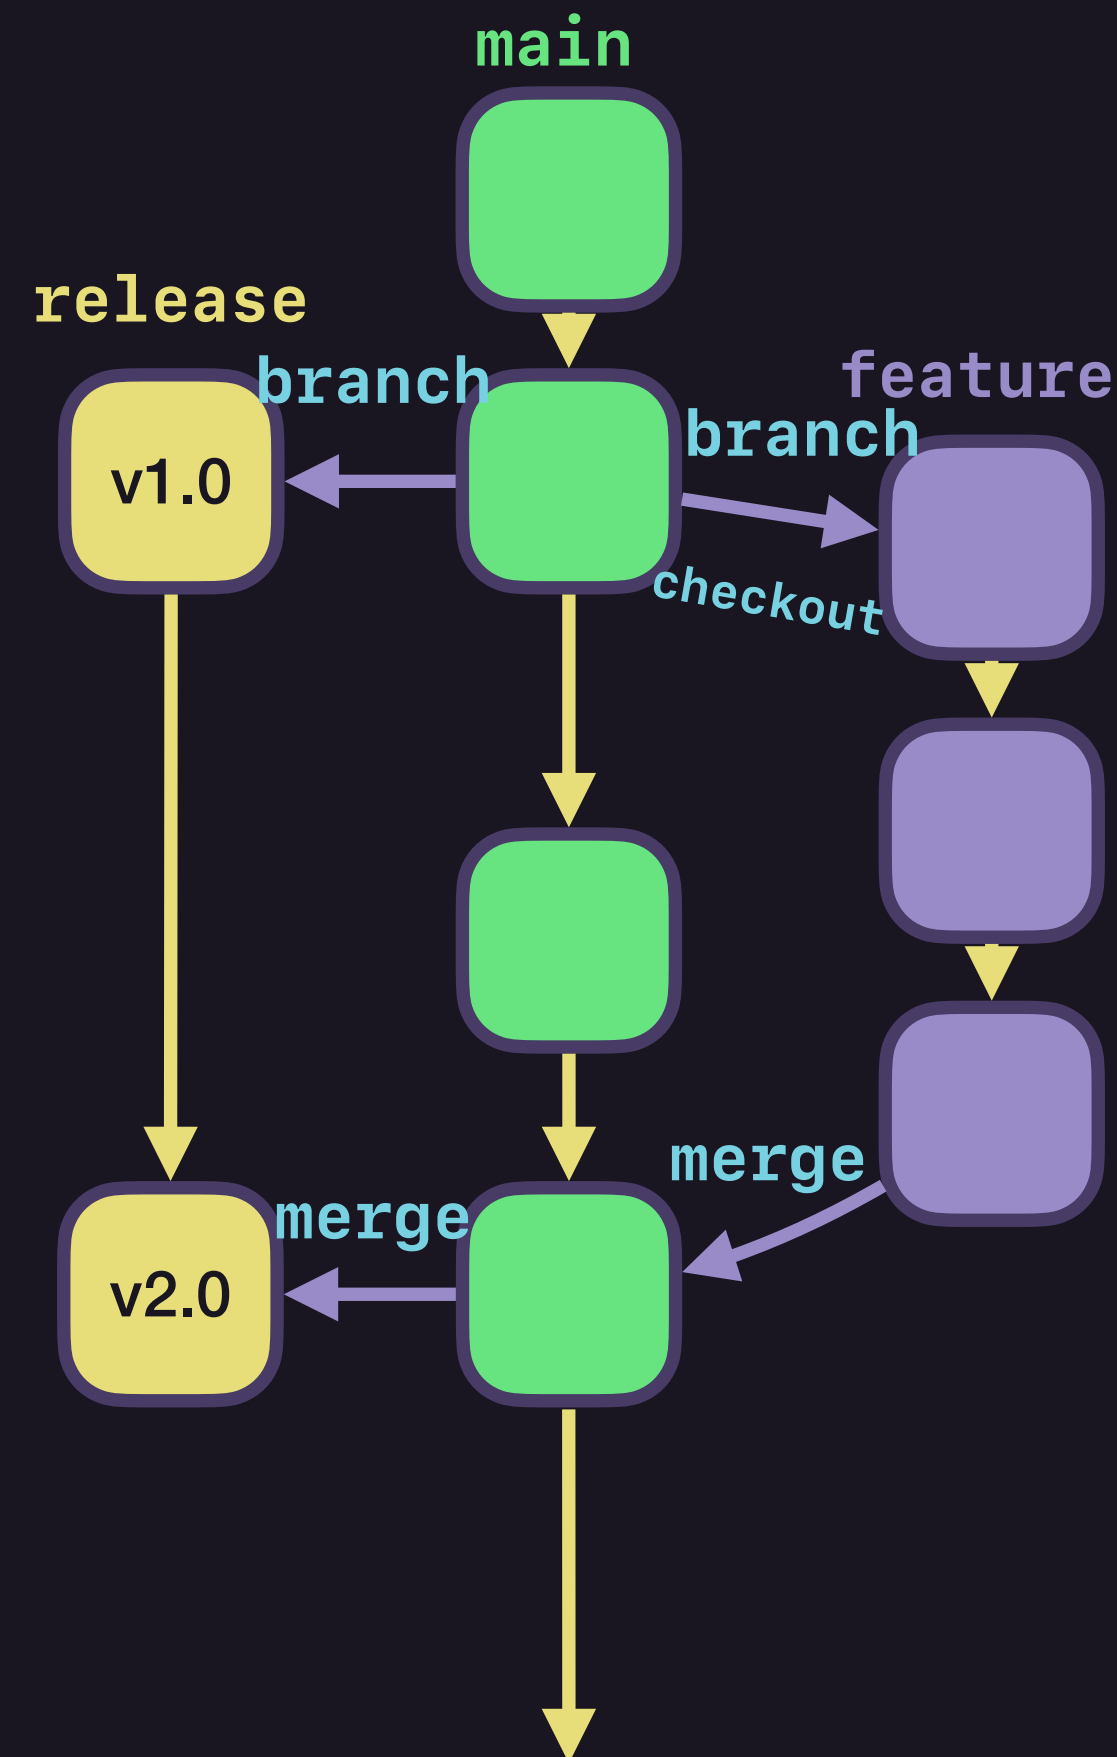 main
release
branch
feature
branch
v1.0
checkout
merge
merge
v2.0